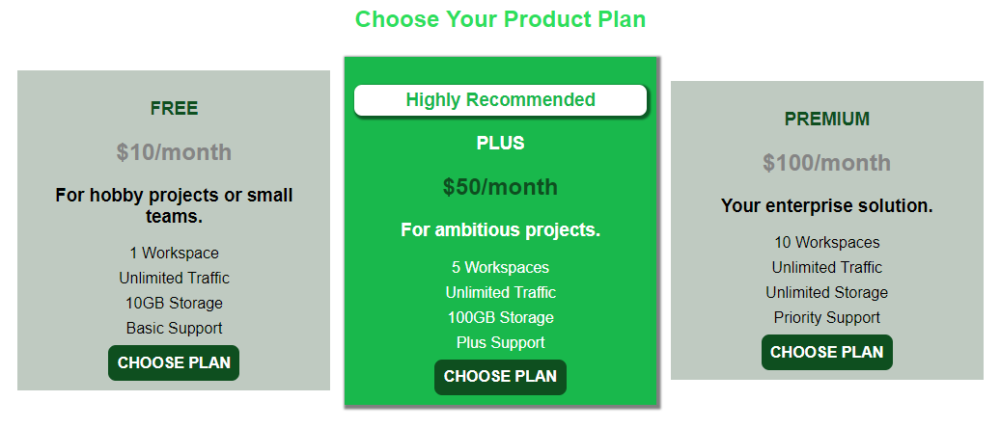 Choose Your Product Plan
FREE
$10/month
For hobby projects or small
teams.
1 Workspace
Unlimited Traffic
10GB Storage
Basic Support
CHOOSE PLAN
Highly Recommended
PLUS
$50/month
For ambitious projects.
5 Workspaces
Unlimited Traffic
100GB Storage
Plus Support
CHOOSE PLAN
PREMIUM
$100/month
Your enterprise solution.
10 Workspaces
Unlimited Traffic
Unlimited Storage
Priority Support
CHOOSE PLAN